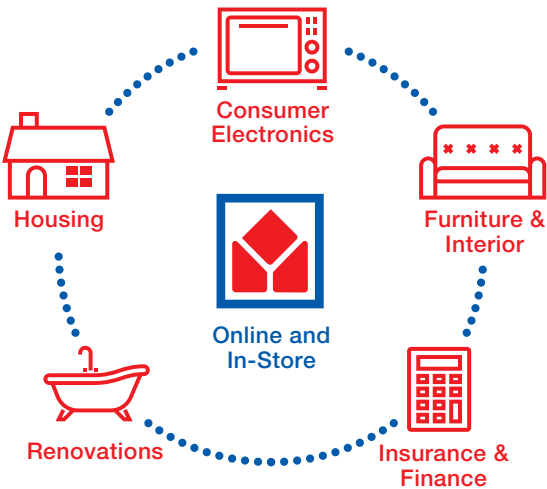 Consumer
Electronics
Housing
Furniture &
Interior
Online and
In-Store
Renovations
Insurance &
Finance